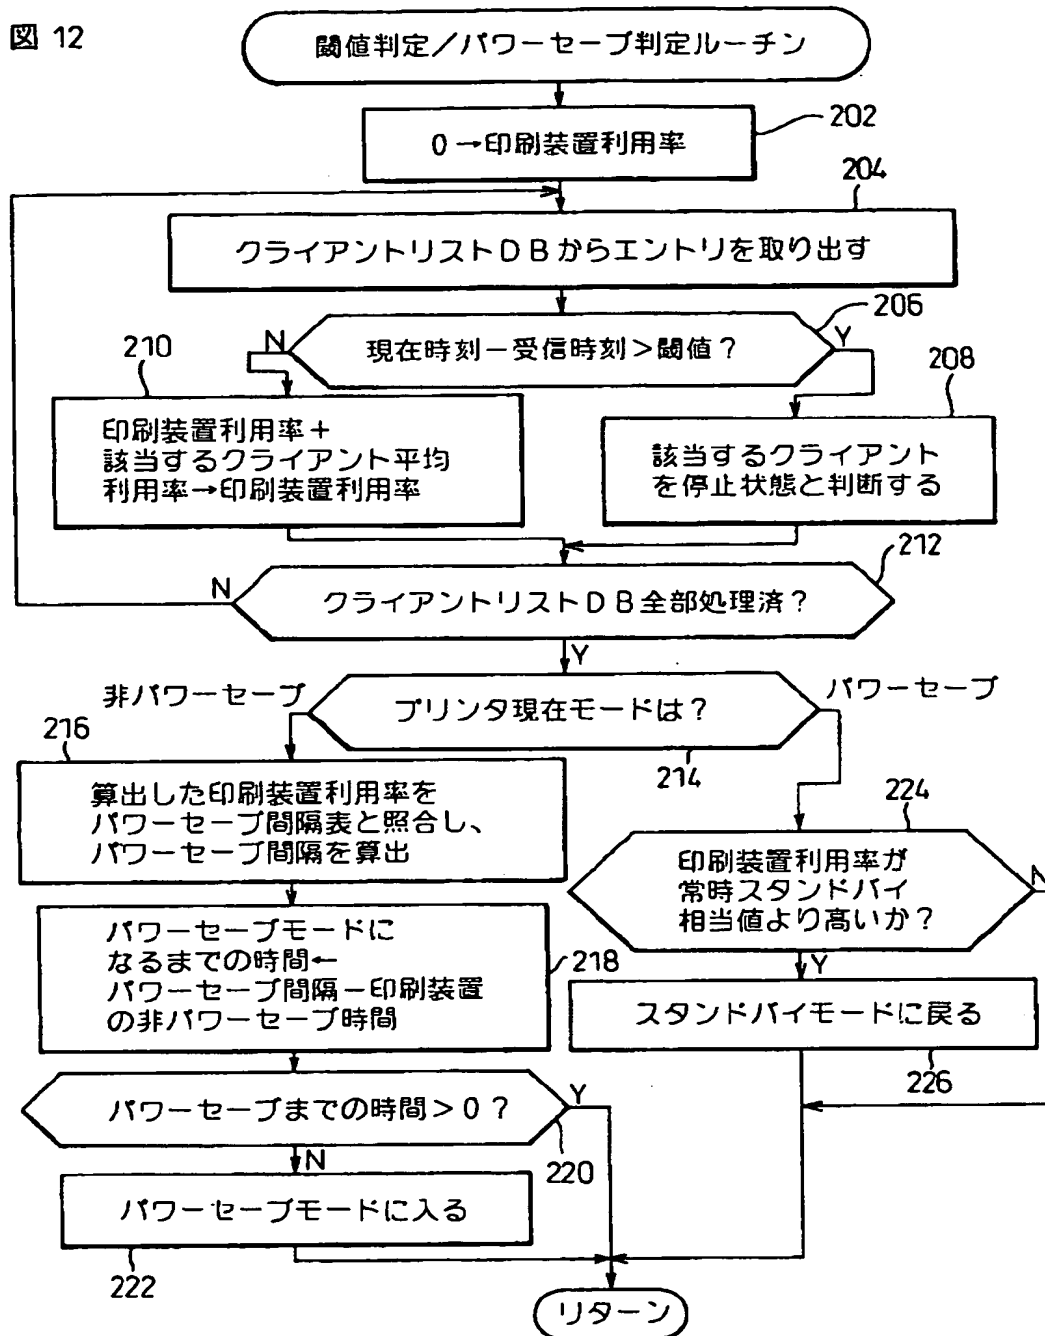 図 12
閾値判定／パワーセーブ判定ルーチン
202
0→印刷装置利用率
204
クライアントリストDBからエントリを取り出す
206
N
現在時刻－受信時刻＞閾値？
Y
210
208
印刷装置利用率＋
該当するクライアント平均
利用率→印刷装置利用率
該当するクライアント
を停止状態と判断する
212
N
クライアントリストDB全部処理済？
Y
非パワーセーブ
プリンタ現在モードは？
パワーセーブ
214
216
算出した印刷装置利用率を
パワーセーブ間隔表と照合し、
パワーセーブ間隔を算出
224
印刷装置利用率が
常時スタンドバイ
相当値より高いか？
N
Y
パワーセーブモードに
なるまでの時間←
パワーセーブ間隔－印刷装置
の非パワーセーブ時間
218
スタンドバイモードに戻る
226
パワーセーブまでの時間＞0？
Y
220
N
パワーセーブモードに入る
222
リターン